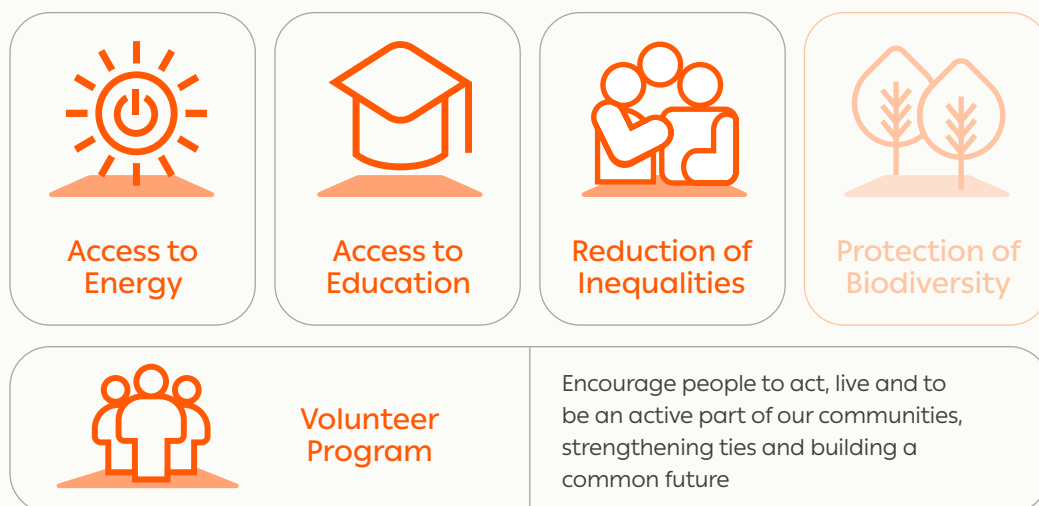 Access to
Energy
Access to
Education
Reduction of
Inequalities
Protection of
Biodiversity
Volunteer
Program
Encourage people to act, live and to
be an active part of our communities,
strengthening ties and building a
common future